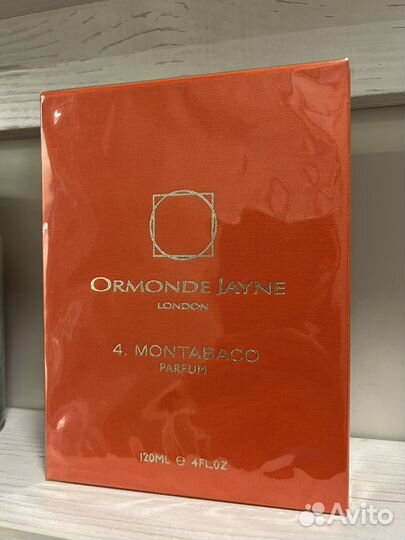 ORMONDE JAYNE
LONDON
4. MONTABACO
PARFUM
120ML ℮ 4FL.OZ
Avito